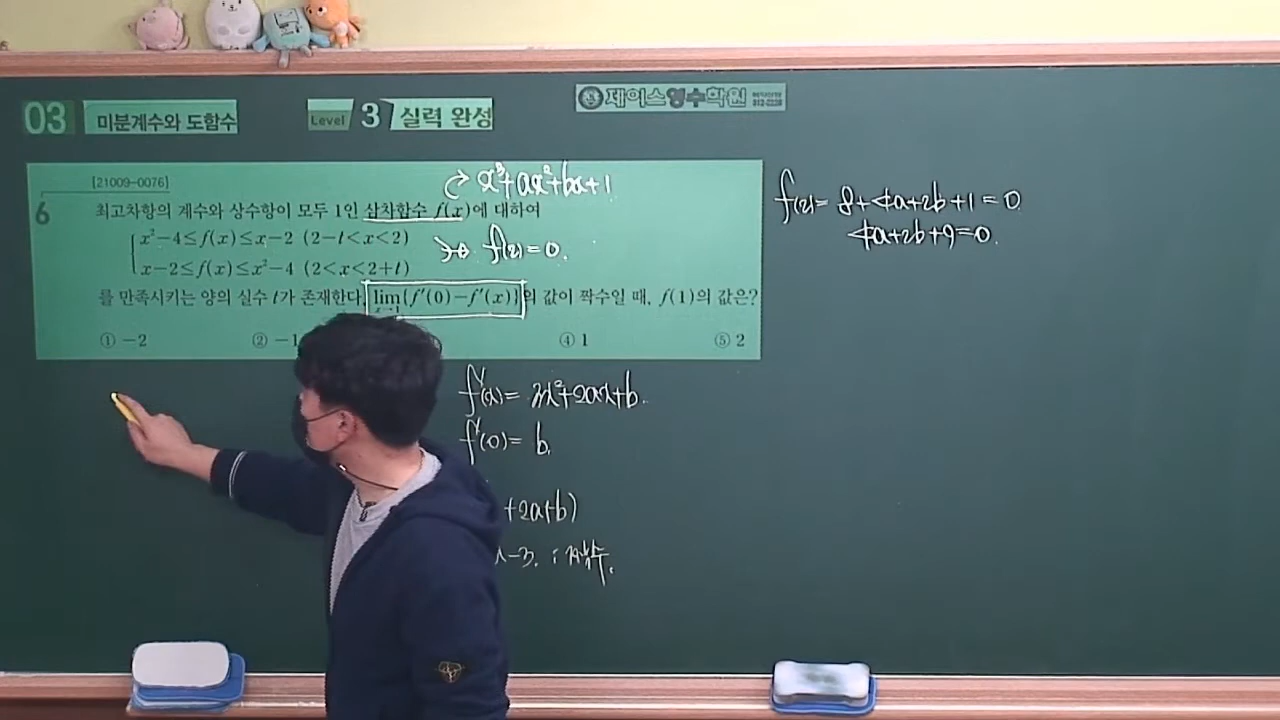 03 미분계수와 도함수
Level 3 실력 완성
제이스영수학원
[21009-0076]
x³+ax²+bx+1
6 최고차항의 계수와 상수항이 모두 1인 삼차함수 f(x)에 대하여
x²-4≤f(x)≤x-2 (2-t<x<2)
x-2≤f(x)≤x²-4 (2<x<2+t)
f(2)=0.
를 만족시키는 양의 실수 t가 존재한다. lim{f′(0)-f′(x)}의 값이 짝수일 때, f(1)의 값은?
① -2 ② -1 ④ 1 ⑤ 2
f(2)= 8+4a+2b+1=0
4a+2b+9=0.
f′(x)= 3x²+2ax+b.
f′(0)= b.
+2a+b)
-3. :